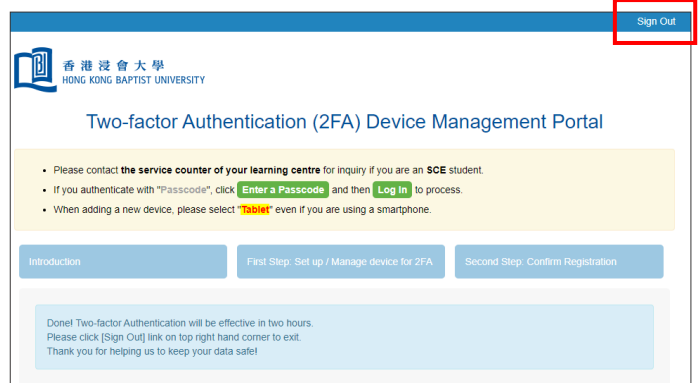 Sign Out
香港浸會大學
HONG KONG BAPTIST UNIVERSITY
Two-factor Authentication (2FA) Device Management Portal
Please contact the service counter of your learning centre for inquiry if you are an SCE student.
If you authenticate with "Passcode", click Enter a Passcode and then Log In to process.
When adding a new device, please select "Tablet" even if you are using a smartphone.
Introduction
First Step: Set up / Manage device for 2FA
Second Step: Confirm Registration
Done! Two-factor Authentication will be effective in two hours.
Please click [Sign Out] link on top right hand corner to exit.
Thank you for helping us to keep your data safe!